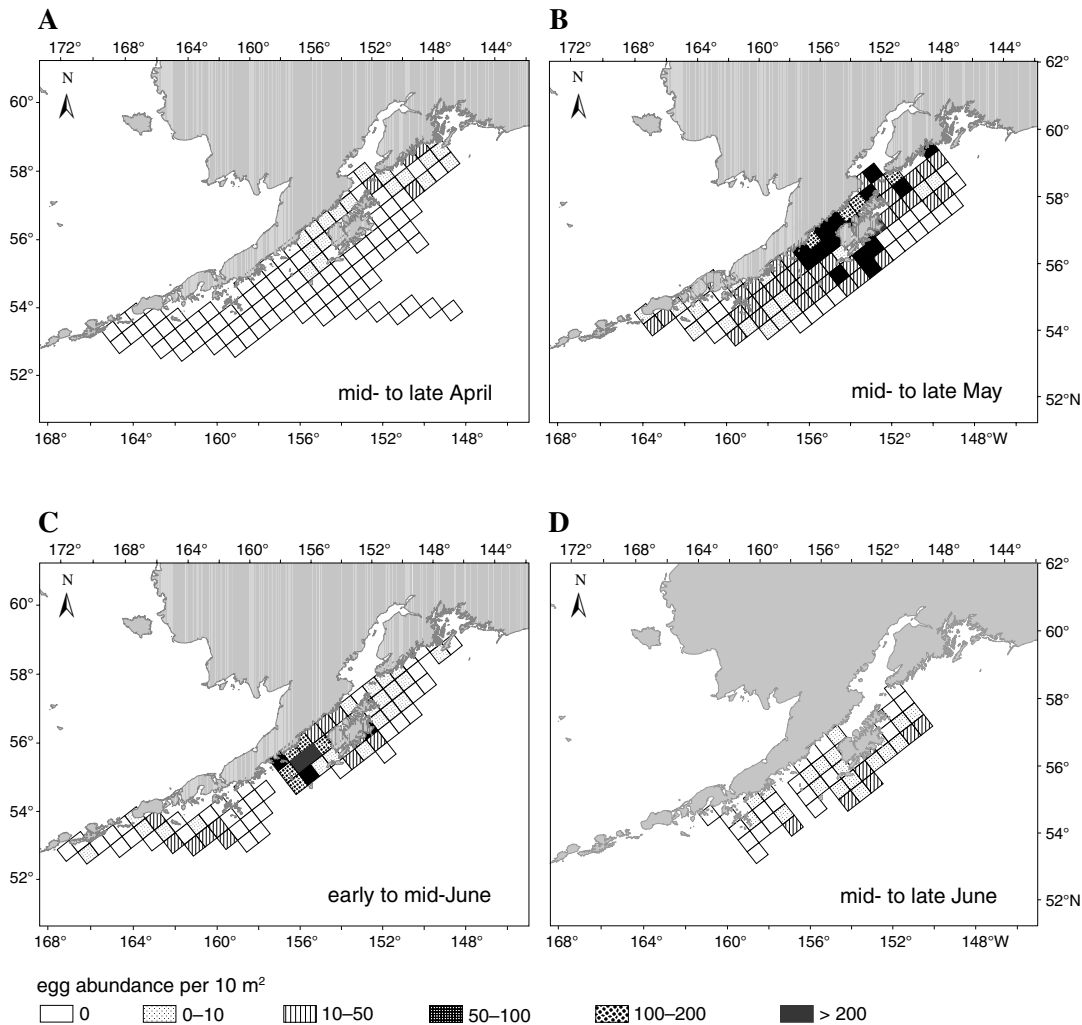 A
172° 168° 164° 160° 156° 152° 148° 144°
N
60°
58°
56°
54°
52°
mid- to late April
168° 164° 160° 156° 152° 148°
B
172° 168° 164° 160° 156° 152° 148° 144°
62°
N
60°
58°
56°
54°
52°N
mid- to late May
168° 164° 160° 156° 152° 148°W
C
172° 168° 164° 160° 156° 152° 148° 144°
N
60°
58°
56°
54°
52°
early to mid-June
168° 164° 160° 156° 152° 148°
D
172° 168° 164° 160° 156° 152° 148° 144°
62°
N
60°
58°
56°
54°
52°N
mid- to late June
168° 164° 160° 156° 152° 148°W
egg abundance per 10 m²
0 0–10 10–50 50–100 100–200 > 200